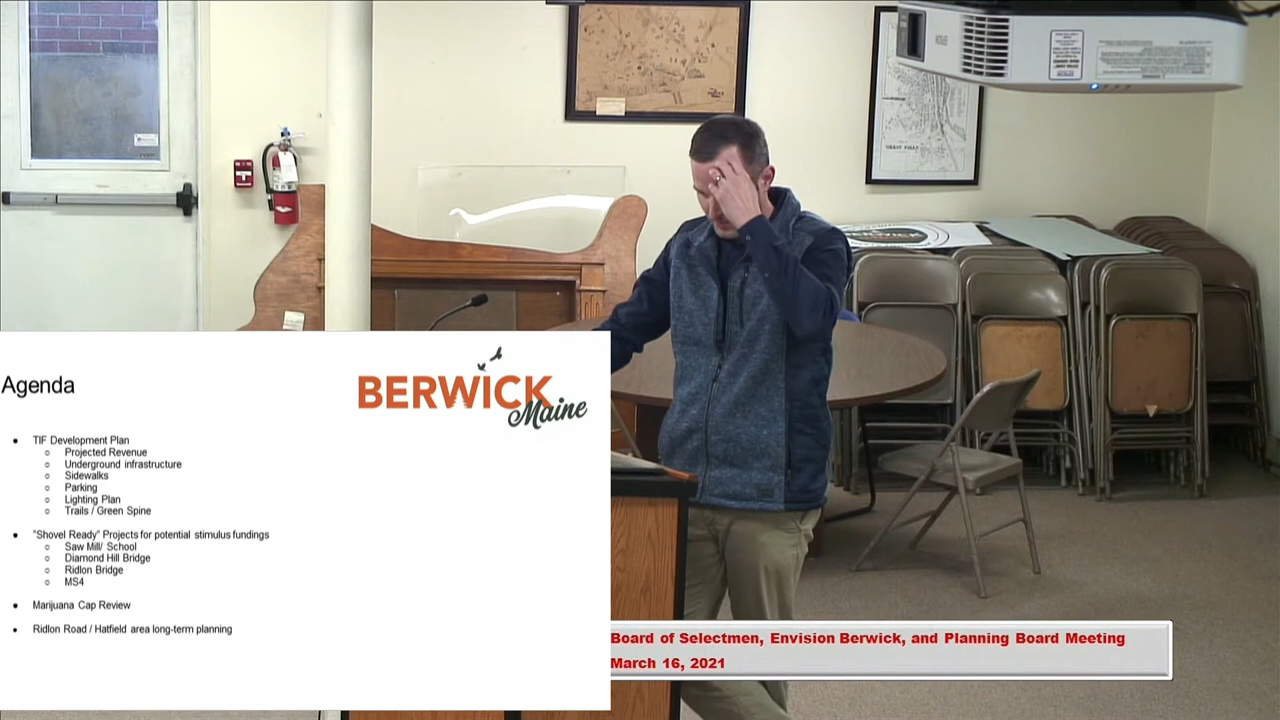 BERWICK
Agenda
BERWICK
Maine
• TIF Development Plan
○ Projected Revenue
○ Underground infrastructure
○ Sidewalks
○ Parking
○ Lighting Plan
○ Trails / Green Spine
• "Shovel Ready" Projects for potential stimulus fundings
○ Saw Mill/ School
○ Diamond Hill Bridge
○ Ridlon Bridge
○ MS4
• Marijuana Cap Review
• Ridlon Road / Hatfield area long-term planning
Board of Selectmen, Envision Berwick, and Planning Board Meeting
March 16, 2021